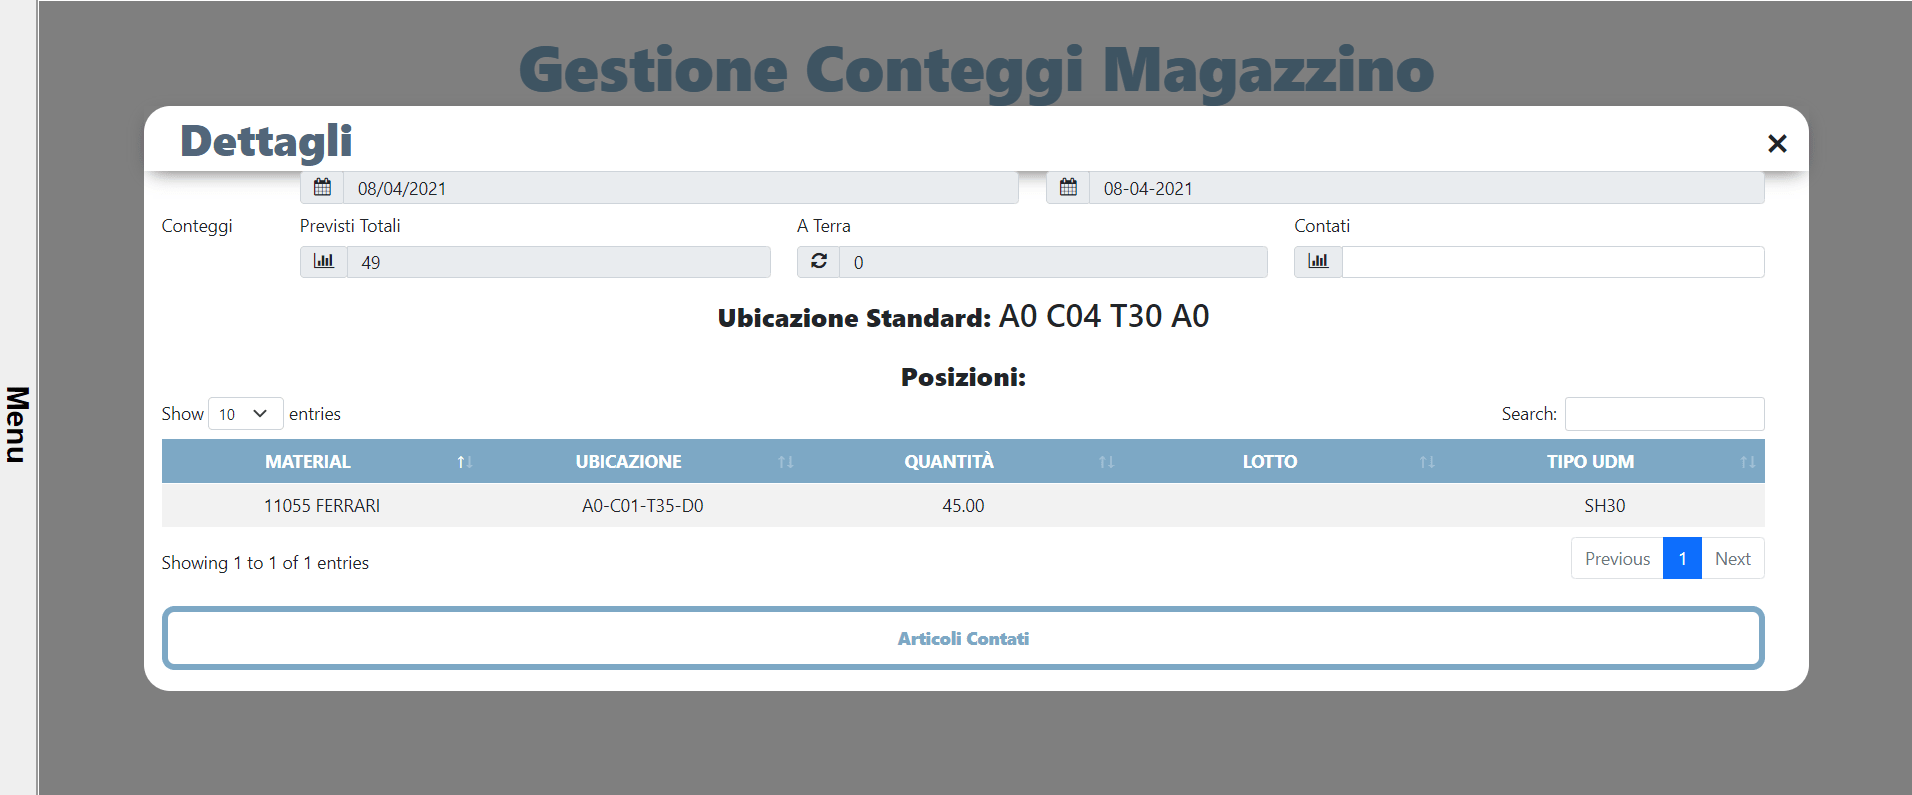 Menu
Gestione Conteggi Magazzino
Dettagli
08/04/2021 08-04-2021
Conteggi Previsti Totali A Terra Contati
49 0
Ubicazione Standard: A0 C04 T30 A0
Posizioni:
Show 10 entries Search:
MATERIAL UBICAZIONE QUANTITÀ LOTTO TIPO UDM
11055 FERRARI A0-C01-T35-D0 45.00 SH30
Showing 1 to 1 of 1 entries Previous 1 Next
Articoli Contati